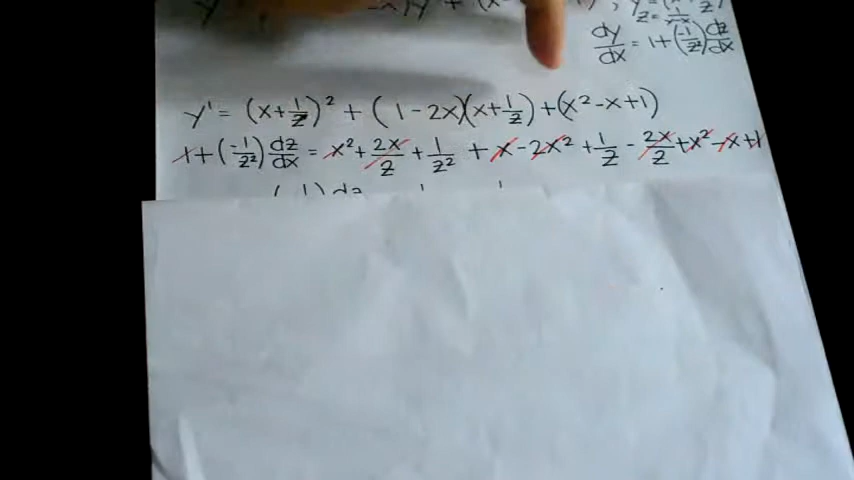 y' = (x+1/z)² + (1-2x)(x+1/z) + (x²-x+1)
dy/dx = 1+(-1/z²)dz/dx
1+(-1/z²) dz/dx = x² + 2x/z + 1/z² + x - 2x² + 1/z - 2x/z + x² - x + 1